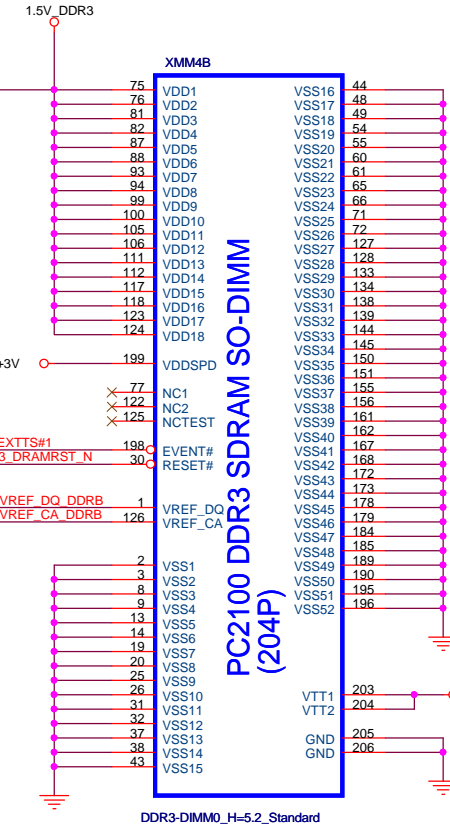 1.5V_DDR3
XMM4B
75 VDD1 VSS16 44
76 VDD2 VSS17 48
81 VDD3 VSS18 49
82 VDD4 VSS19 54
87 VDD5 VSS20 55
88 VDD6 VSS21 60
93 VDD7 VSS22 61
94 VDD8 VSS23 65
99 VDD9 VSS24 66
100 VDD10 VSS25 71
105 VDD11 VSS26 72
106 VDD12 VSS27 127
111 VDD13 VSS28 128
112 VDD14 VSS29 133
117 VDD15 VSS30 134
118 VDD16 VSS31 138
123 VDD17 VSS32 139
124 VDD18 VSS33 144
VSS34 145
+3V 199 VDDSPD VSS35 150
VSS36 151
77 NC1 VSS37 155
122 NC2 VSS38 156
125 NCTEST VSS39 161
VSS40 162
EXTTS#1 198 EVENT# VSS41 167
3_DRAMRST_N 30 RESET# VSS42 168
VSS43 172
VSS44 173
VREF_DQ_DDRB 1 VREF_DQ VSS45 178
VREF_CA_DDRB 126 VREF_CA VSS46 179
VSS47 184
VSS48 185
2 VSS1 VSS49 189
3 VSS2 VSS50 190
8 VSS3 VSS51 195
9 VSS4 VSS52 196
13 VSS5
14 VSS6
19 VSS7
20 VSS8
25 VSS9
26 VSS10 VTT1 203
31 VSS11 VTT2 204
32 VSS12
37 VSS13 GND 205
38 VSS14 GND 206
43 VSS15
PC2100 DDR3 SDRAM SO-DIMM
(204P)
DDR3-DIMM0_H=5.2_Standard